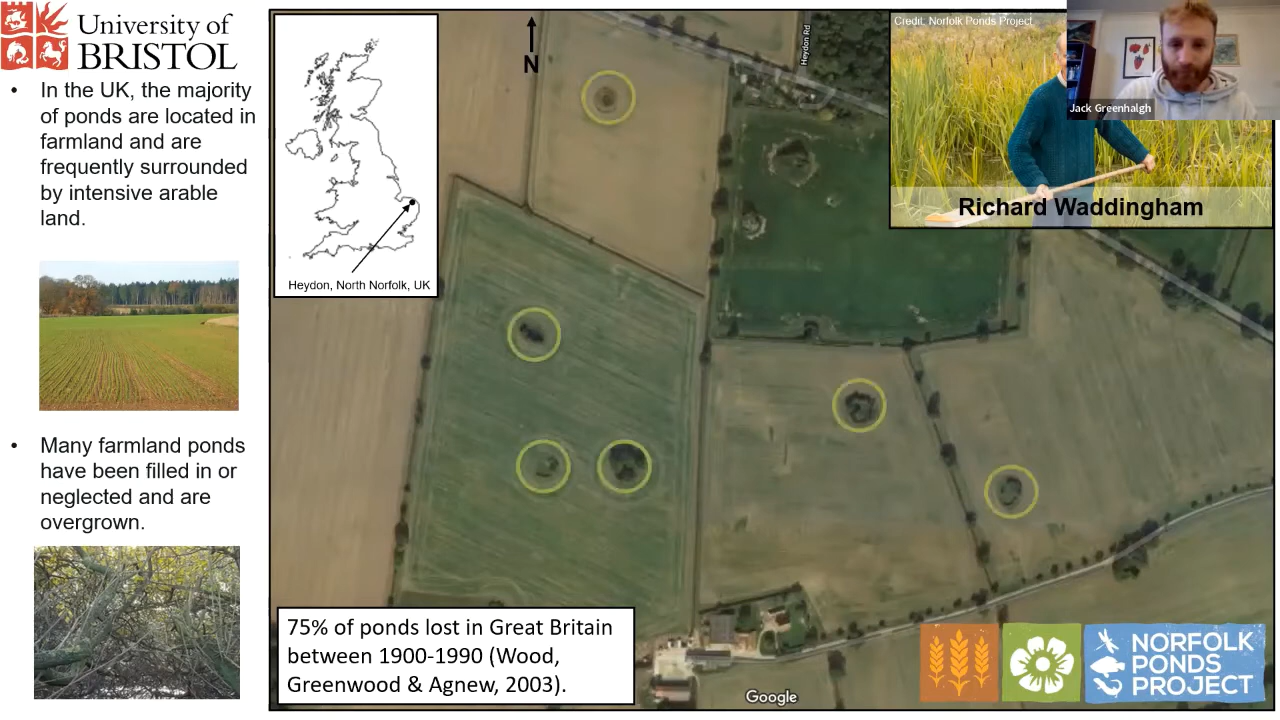 University of
BRISTOL
• In the UK, the majority
of ponds are located in
farmland and are
frequently surrounded
by intensive arable
land.
• Many farmland ponds
have been filled in or
neglected and are
overgrown.
Heydon, North Norfolk, UK
N
Heydon Rd
Credit: Norfolk Ponds Project
Jack Greenhalgh
Richard Waddingham
75% of ponds lost in Great Britain
between 1900-1990 (Wood,
Greenwood & Agnew, 2003).
Google
NORFOLK
PONDS
PROJECT